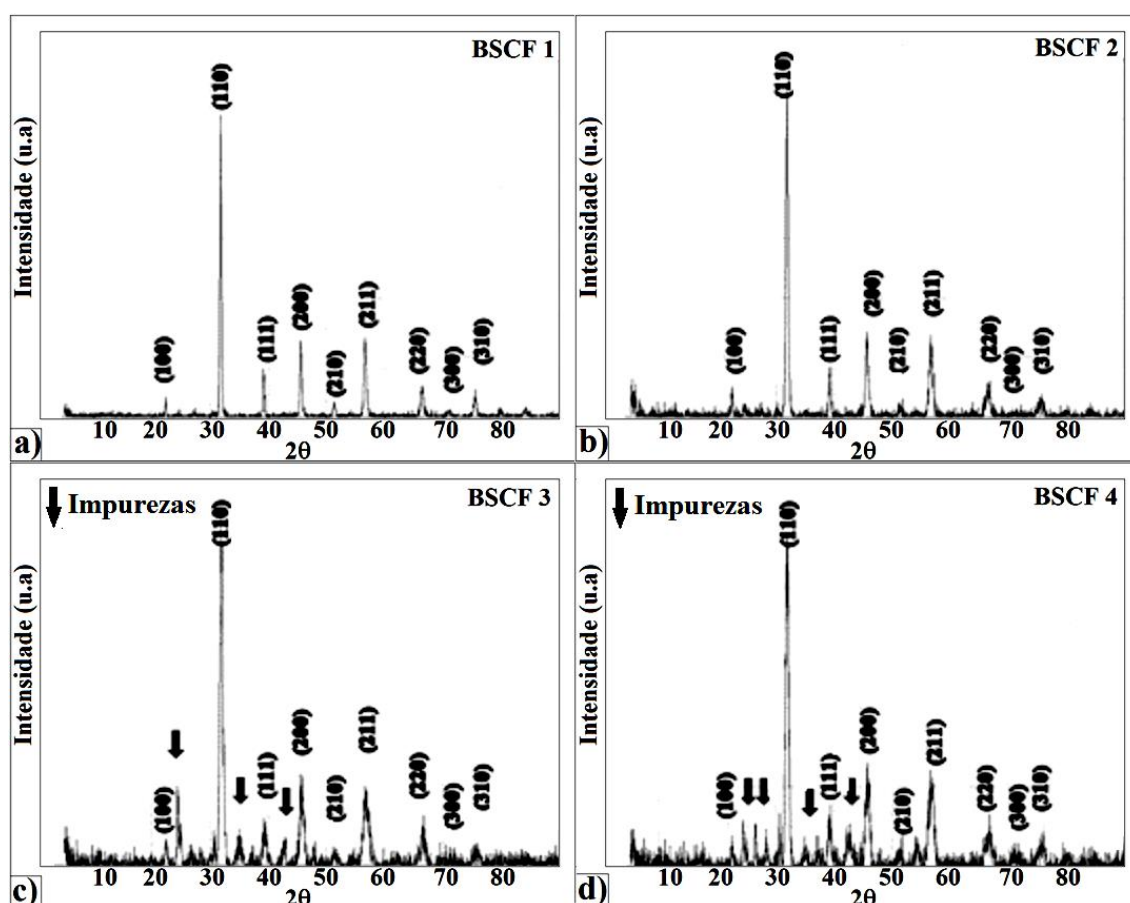 BSCF 1
Intensidade (u.a)
(100)
(110)
(111)
(200)
(210)
(211)
(220)
(300)
(310)
10 20 30 40 50 60 70 80
2θ
a)
BSCF 2
Intensidade (u.a)
(100)
(110)
(111)
(200)
(210)
(211)
(220)
(300)
(310)
10 20 30 40 50 60 70 80
2θ
b)
Impurezas
BSCF 3
Intensidade (u.a)
(100)
(110)
(111)
(200)
(210)
(211)
(220)
(300)
(310)
10 20 30 40 50 60 70 80
2θ
c)
Impurezas
BSCF 4
Intensidade (u.a)
(100)
(110)
(111)
(200)
(210)
(211)
(220)
(300)
(310)
10 20 30 40 50 60 70 80
2θ
d)